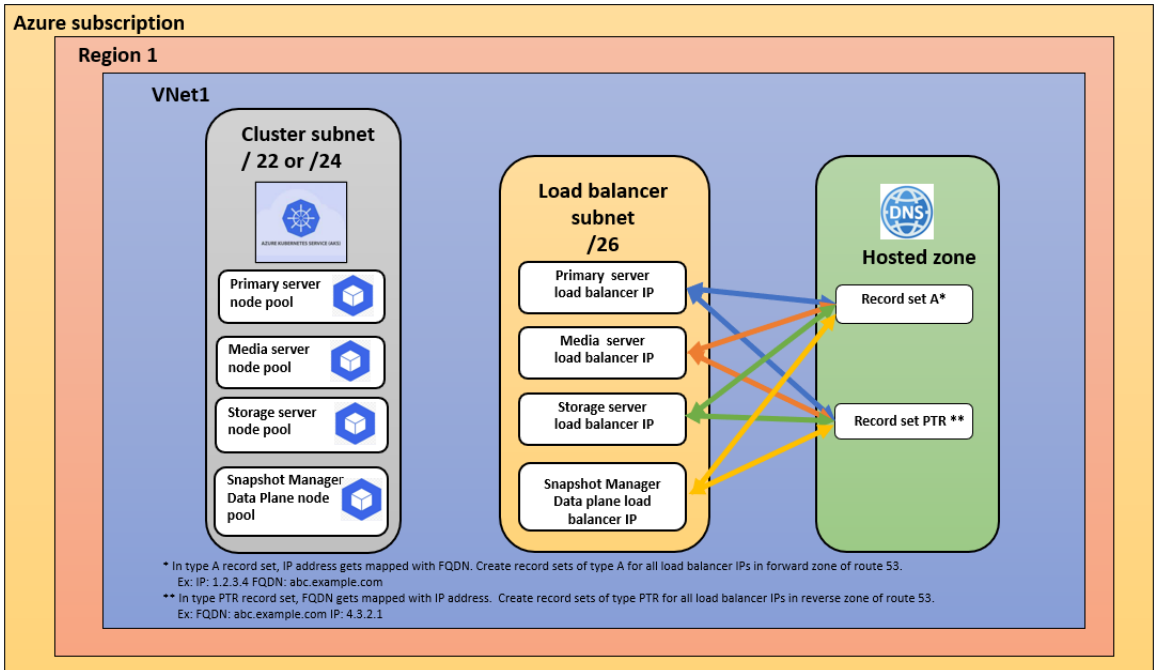 Azure subscription
Region 1
VNet1
Cluster subnet
/ 22 or /24
AZURE KUBERNETES SERVICE (AKS)
Primary server
node pool
Media server
node pool
Storage server
node pool
Snapshot Manager
Data Plane node
pool
Load balancer
subnet
/26
Primary server
load balancer IP
Media server
load balancer IP
Storage server
load balancer IP
Snapshot Manager
Data plane load
balancer IP
DNS
Hosted zone
Record set A*
Record set PTR **
* In type A record set, IP address gets mapped with FQDN. Create record sets of type A for all load balancer IPs in forward zone of route 53.
Ex: IP: 1.2.3.4 FQDN: abc.example.com
** In type PTR record set, FQDN gets mapped with IP address. Create record sets of type PTR for all load balancer IPs in reverse zone of route 53.
Ex: FQDN: abc.example.com IP: 4.3.2.1